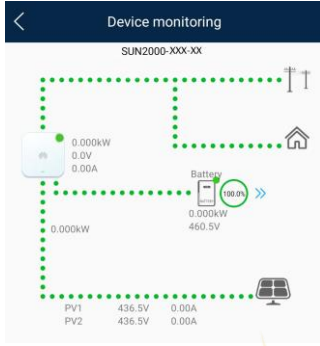 Device monitoring
SUN2000-XXX-XX
0.000kW
0.0V
0.00A
Battery
100.0%
0.000kW
460.5V
0.000kW
PV1 436.5V 0.00A
PV2 436.5V 0.00A